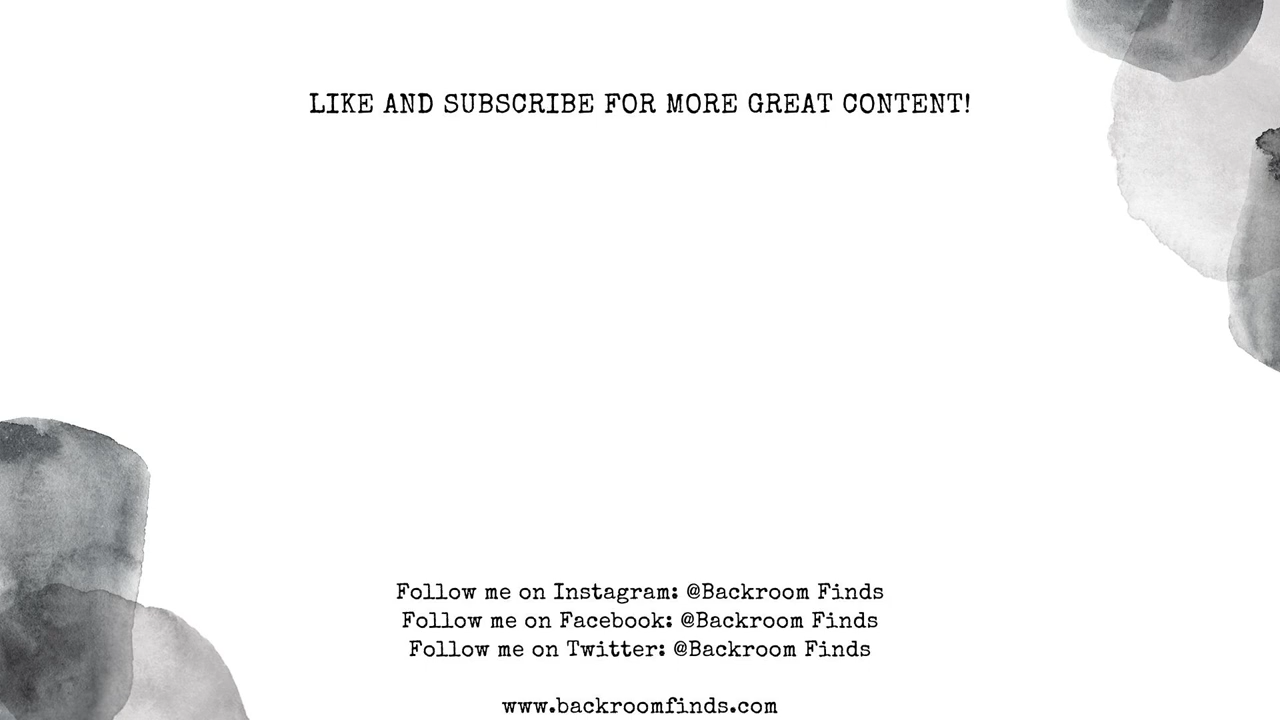 LIKE AND SUBSCRIBE FOR MORE GREAT CONTENT!
Follow me on Instagram: @Backroom Finds
Follow me on Facebook: @Backroom Finds
Follow me on Twitter: @Backroom Finds
www.backroomfinds.com